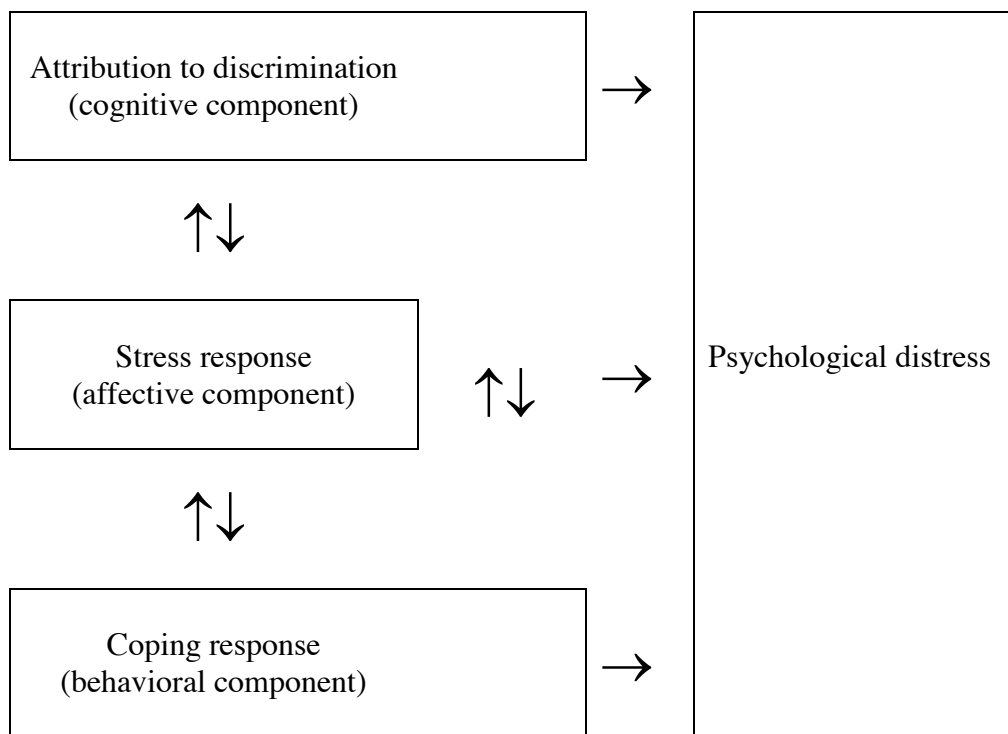 Attribution to discrimination
(cognitive component)
→
↑↓
Stress response
(affective component)
↑↓
→
Psychological distress
↑↓
Coping response
(behavioral component)
→